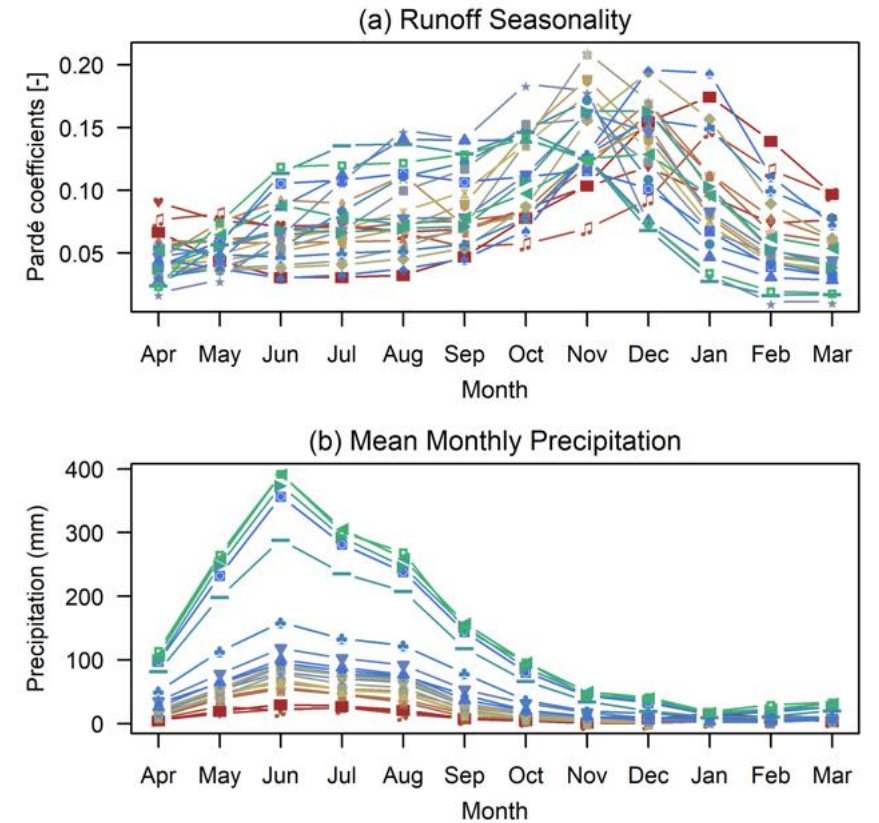 (a) Runoff Seasonality
Pardé coefficients [-]
0.20
0.15
0.10
0.05
Apr May Jun Jul Aug Sep Oct Nov Dec Jan Feb Mar
Month
(b) Mean Monthly Precipitation
Precipitation (mm)
400
300
200
100
0
Apr May Jun Jul Aug Sep Oct Nov Dec Jan Feb Mar
Month